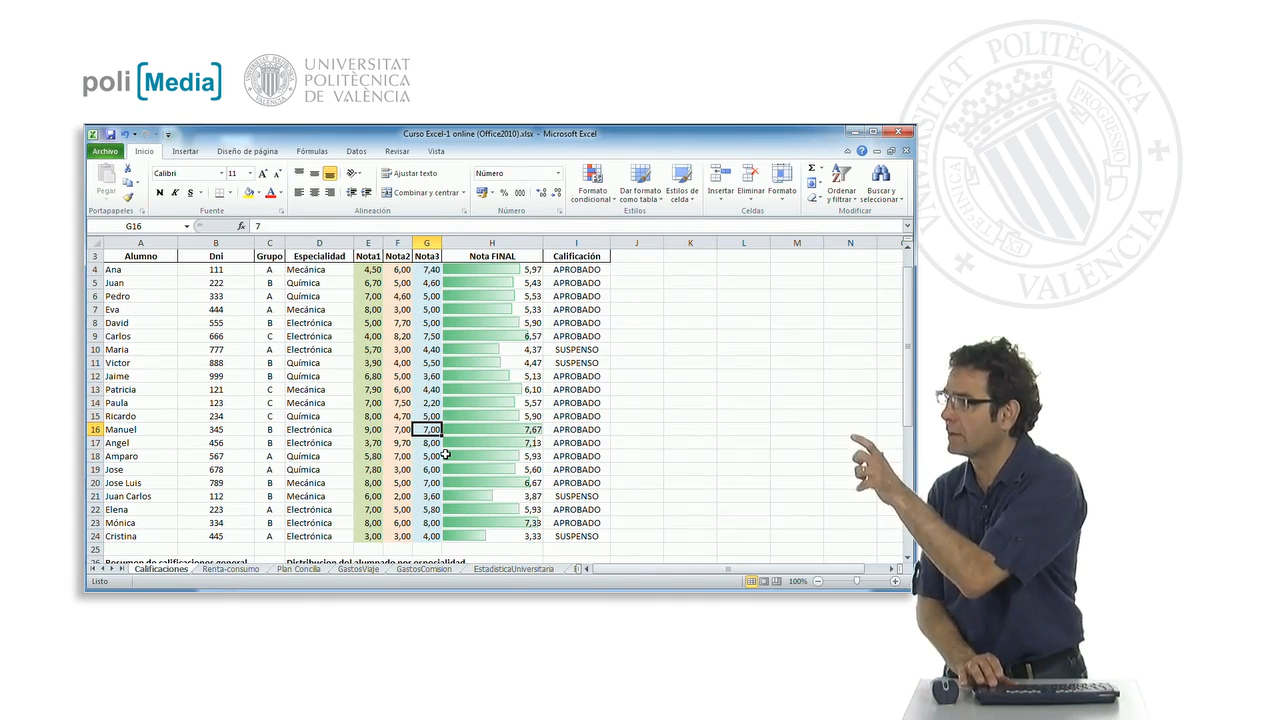 poli [Media]
UNIVERSITAT
POLITÈCNICA
DE VALÈNCIA
UNIVERSITAT POLITÈCNICA DE VALÈNCIA
Curso Excel-1 online (Office2010).xlsx - Microsoft Excel
Archivo Inicio Insertar Diseño de página Fórmulas Datos Revisar Vista
Pegar
Calibri 11
N K S
Ajustar texto
Combinar y centrar
Número
% 000
Formato condicional
Dar formato como tabla
Estilos de celda
Insertar Eliminar Formato
Ordenar y filtrar
Buscar y seleccionar
Portapapeles Fuente Alineación Número Estilos Celdas Modificar
G16 fx 7
A B C D E F G H I J K L M N
3 Alumno Dni Grupo Especialidad Nota1 Nota2 Nota3 Nota FINAL Calificación
4 Ana 111 A Mecánica 4,50 6,00 7,40 5,97 APROBADO
5 Juan 222 B Química 6,70 5,00 4,60 5,43 APROBADO
6 Pedro 333 A Química 7,00 4,60 5,00 5,53 APROBADO
7 Eva 444 A Mecánica 8,00 3,00 5,00 5,33 APROBADO
8 David 555 B Electrónica 5,00 7,70 5,00 5,90 APROBADO
9 Carlos 666 C Electrónica 4,00 8,20 7,50 6,57 APROBADO
10 Maria 777 A Electrónica 5,70 3,00 4,40 4,37 SUSPENSO
11 Victor 888 B Química 3,90 4,00 5,50 4,47 SUSPENSO
12 Jaime 999 B Química 6,80 5,00 3,60 5,13 APROBADO
13 Patricia 121 C Mecánica 7,90 6,00 4,40 6,10 APROBADO
14 Paula 123 C Mecánica 7,00 7,50 2,20 5,57 APROBADO
15 Ricardo 234 C Química 8,00 4,70 5,00 5,90 APROBADO
16 Manuel 345 B Electrónica 9,00 7,00 7,00 7,67 APROBADO
17 Angel 456 B Electrónica 3,70 9,70 8,00 7,13 APROBADO
18 Amparo 567 A Química 5,80 7,00 5,00 5,93 APROBADO
19 Jose 678 A Química 7,80 3,00 6,00 5,60 APROBADO
20 Jose Luis 789 B Mecánica 8,00 5,00 7,00 6,67 APROBADO
21 Juan Carlos 112 B Mecánica 6,00 2,00 3,60 3,87 SUSPENSO
22 Elena 223 A Mecánica 7,00 5,00 5,80 5,93 APROBADO
23 Mónica 334 B Electrónica 8,00 6,00 8,00 7,33 APROBADO
24 Cristina 445 A Electrónica 3,00 3,00 4,00 3,33 SUSPENSO
25
26 Resumen de calificaciones general Distribucion del alumnado por especialidad
Calificaciones Renta-consumo Plan Concilia GastosViaje GastosComision EstadisticaUniversitaria
Listo 100%